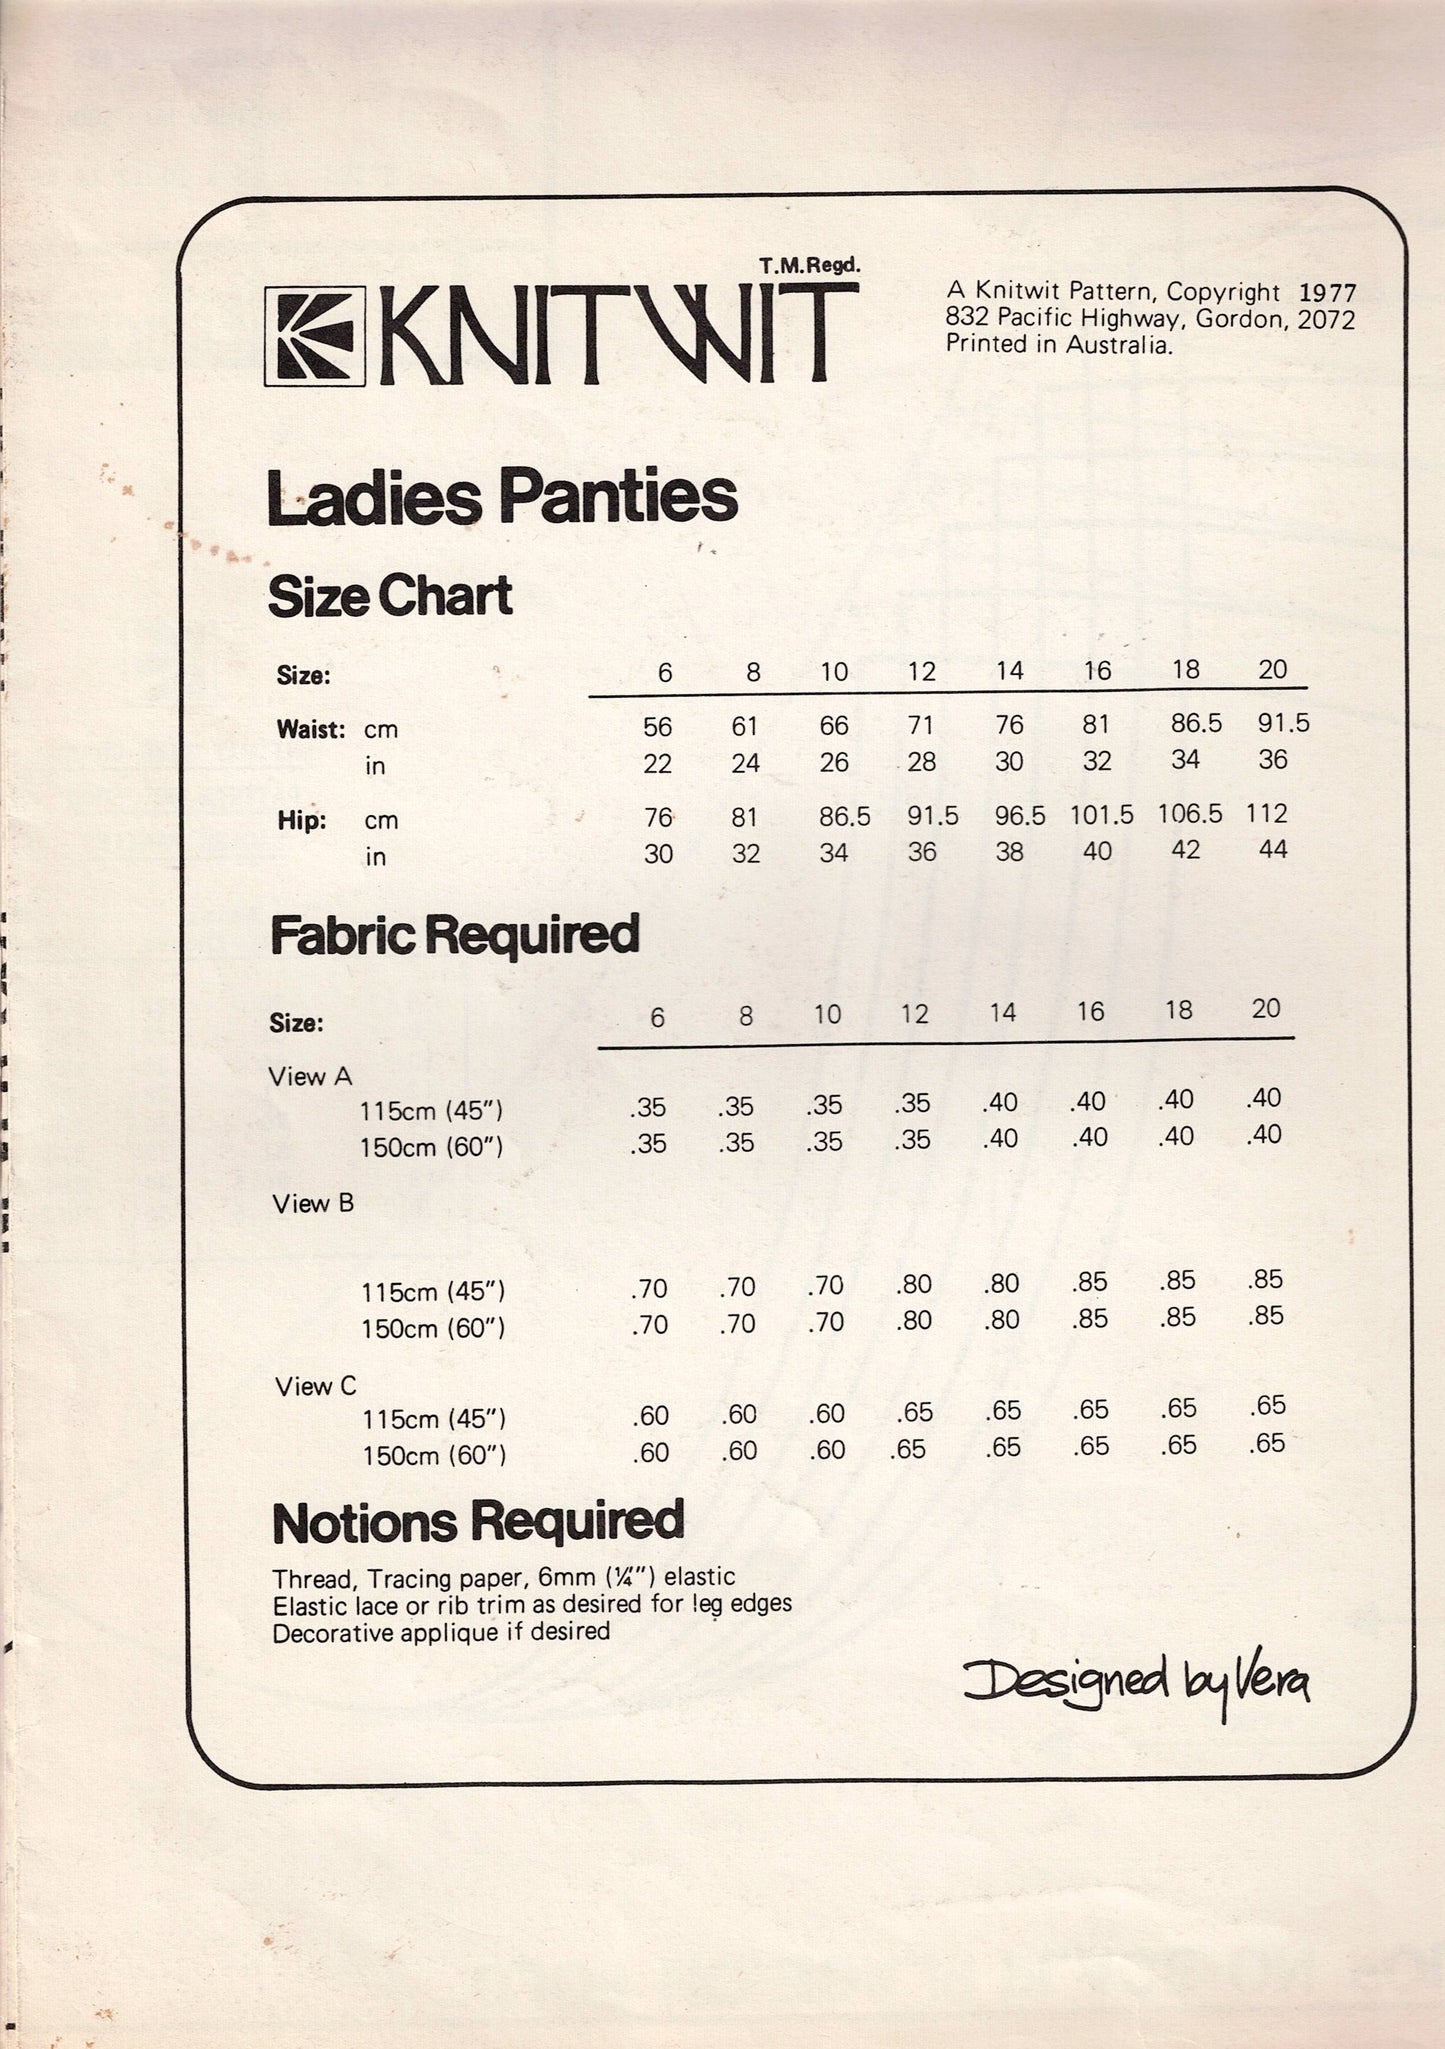 T.M.Regd.
KNITWIT
A Knitwit Pattern, Copyright 1977
832 Pacific Highway, Gordon, 2072
Printed in Australia.
Ladies Panties
Size Chart
Size: 6 8 10 12 14 16 18 20
Waist: cm 56 61 66 71 76 81 86.5 91.5
in 22 24 26 28 30 32 34 36
Hip: cm 76 81 86.5 91.5 96.5 101.5 106.5 112
in 30 32 34 36 38 40 42 44
Fabric Required
Size: 6 8 10 12 14 16 18 20
View A
115cm (45″) .35 .35 .35 .35 .40 .40 .40 .40
150cm (60″) .35 .35 .35 .35 .40 .40 .40 .40
View B
115cm (45″) .70 .70 .70 .80 .80 .85 .85 .85
150cm (60″) .70 .70 .70 .80 .80 .85 .85 .85
View C
115cm (45″) .60 .60 .60 .65 .65 .65 .65 .65
150cm (60″) .60 .60 .60 .65 .65 .65 .65 .65
Notions Required
Thread, Tracing paper, 6mm (¼″) elastic
Elastic lace or rib trim as desired for leg edges
Decorative applique if desired
Designed by Vera